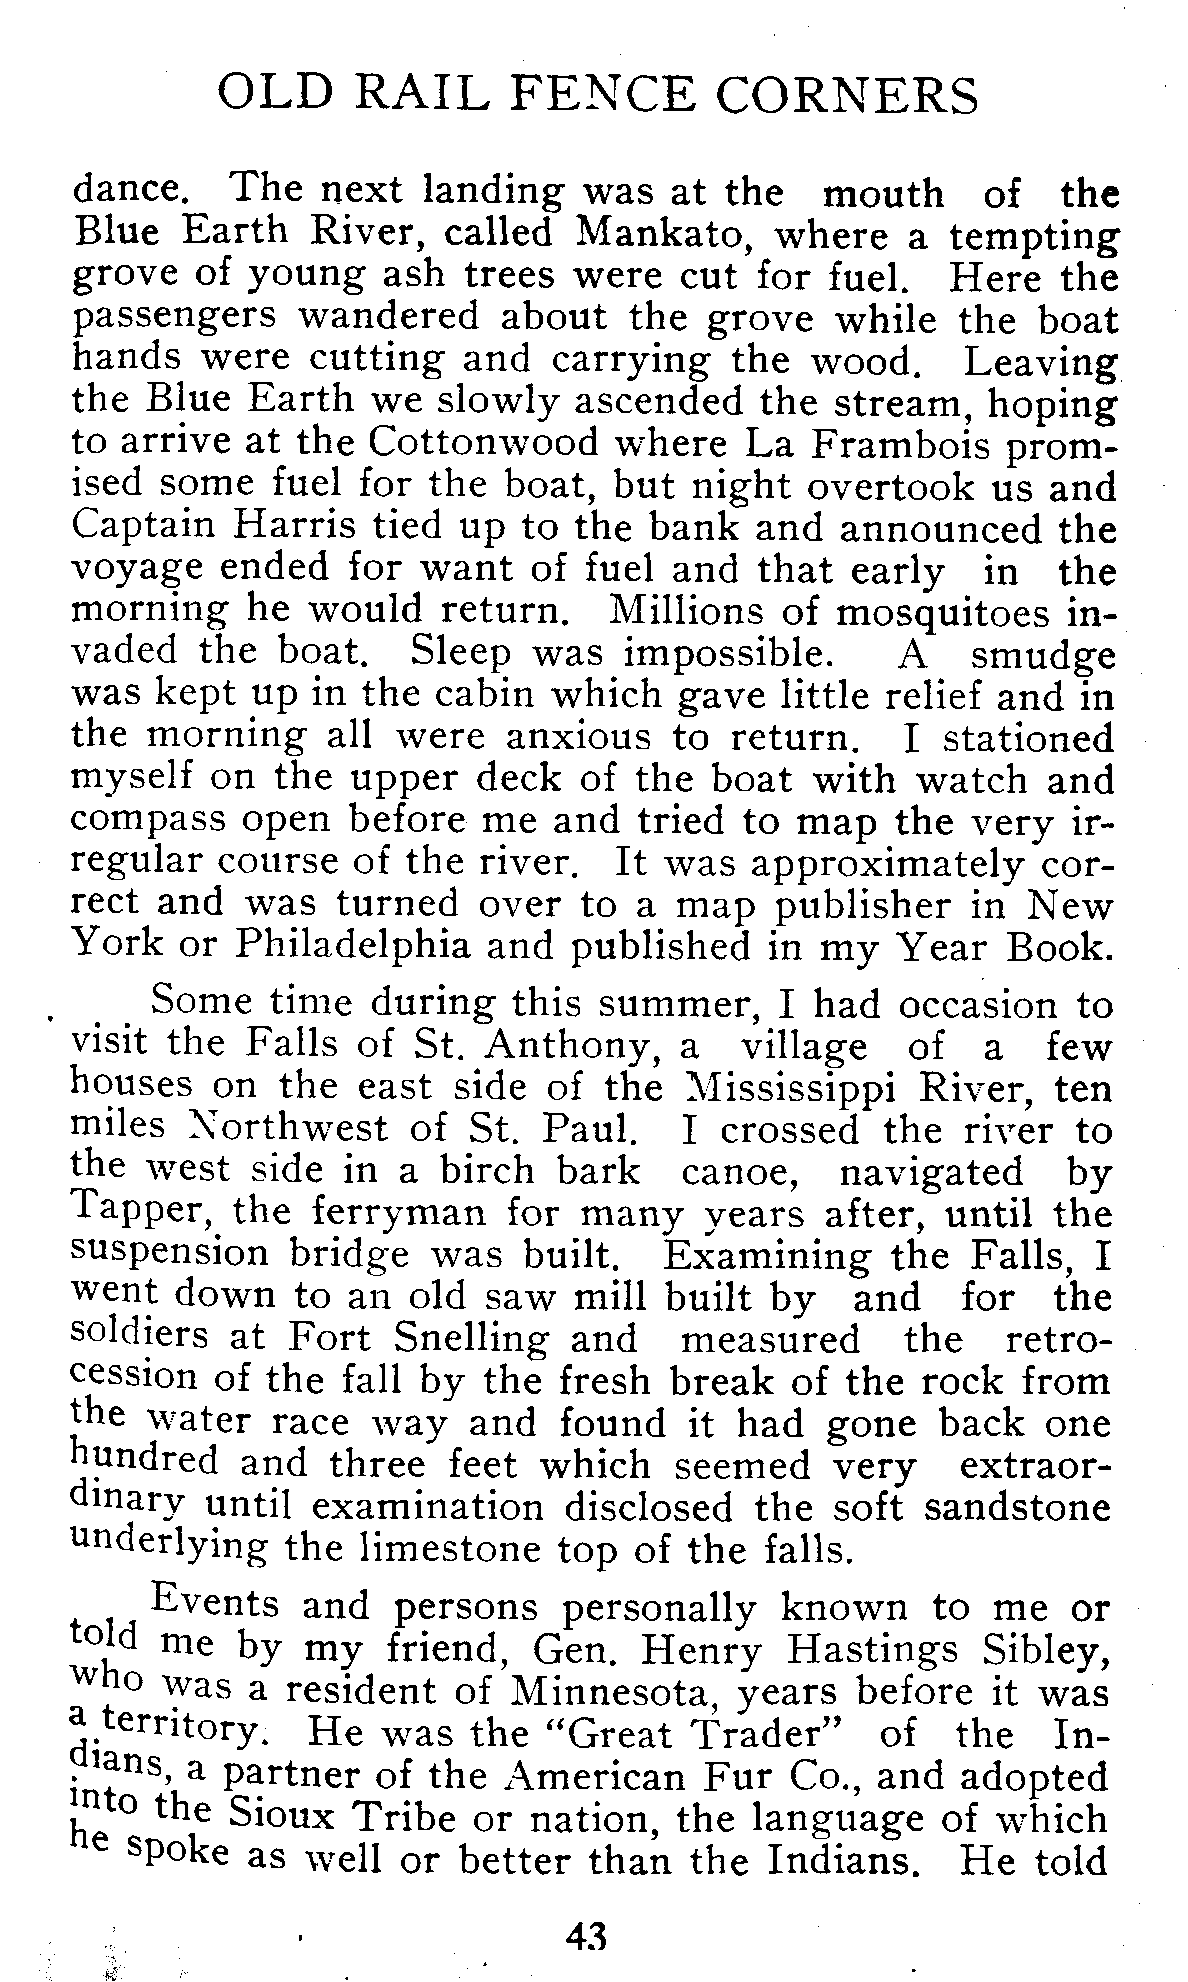 OLD RAIL FENCE CORNERS
dance. The next landing was at the mouth of the
Blue Earth River, called Mankato, where a tempting
grove of young ash trees were cut for fuel. Here the
passengers wandered about the grove while the boat
hands were cutting and carrying the wood. Leaving
the Blue Earth we slowly ascended the stream, hoping
to arrive at the Cottonwood where La Frambois prom-
ised some fuel for the boat, but night overtook us and
Captain Harris tied up to the bank and announced the
voyage ended for want of fuel and that early in the
morning he would return. Millions of mosquitoes in-
vaded the boat. Sleep was impossible. A smudge
was kept up in the cabin which gave little relief and in
the morning all were anxious to return. I stationed
myself on the upper deck of the boat with watch and
compass open before me and tried to map the very ir-
regular course of the river. It was approximately cor-
rect and was turned over to a map publisher in New
York or Philadelphia and published in my Year Book.
Some time during this summer, I had occasion to
visit the Falls of St. Anthony, a village of a few
houses on the east side of the Mississippi River, ten
miles Northwest of St. Paul. I crossed the river to
the west side in a birch bark canoe, navigated by
Tapper, the ferryman for many years after, until the
suspension bridge was built. Examining the Falls, I
went down to an old saw mill built by and for the
soldiers at Fort Snelling and measured the retro-
cession of the fall by the fresh break of the rock from
the water race way and found it had gone back one
hundred and three feet which seemed very extraor-
dinary until examination disclosed the soft sandstone
underlying the limestone top of the falls.
Events and persons personally known to me or
told me by my friend, Gen. Henry Hastings Sibley,
who was a resident of Minnesota, years before it was
a territory. He was the "Great Trader" of the In-
dians, a partner of the American Fur Co., and adopted
into the Sioux Tribe or nation, the language of which
he spoke as well or better than the Indians. He told
43